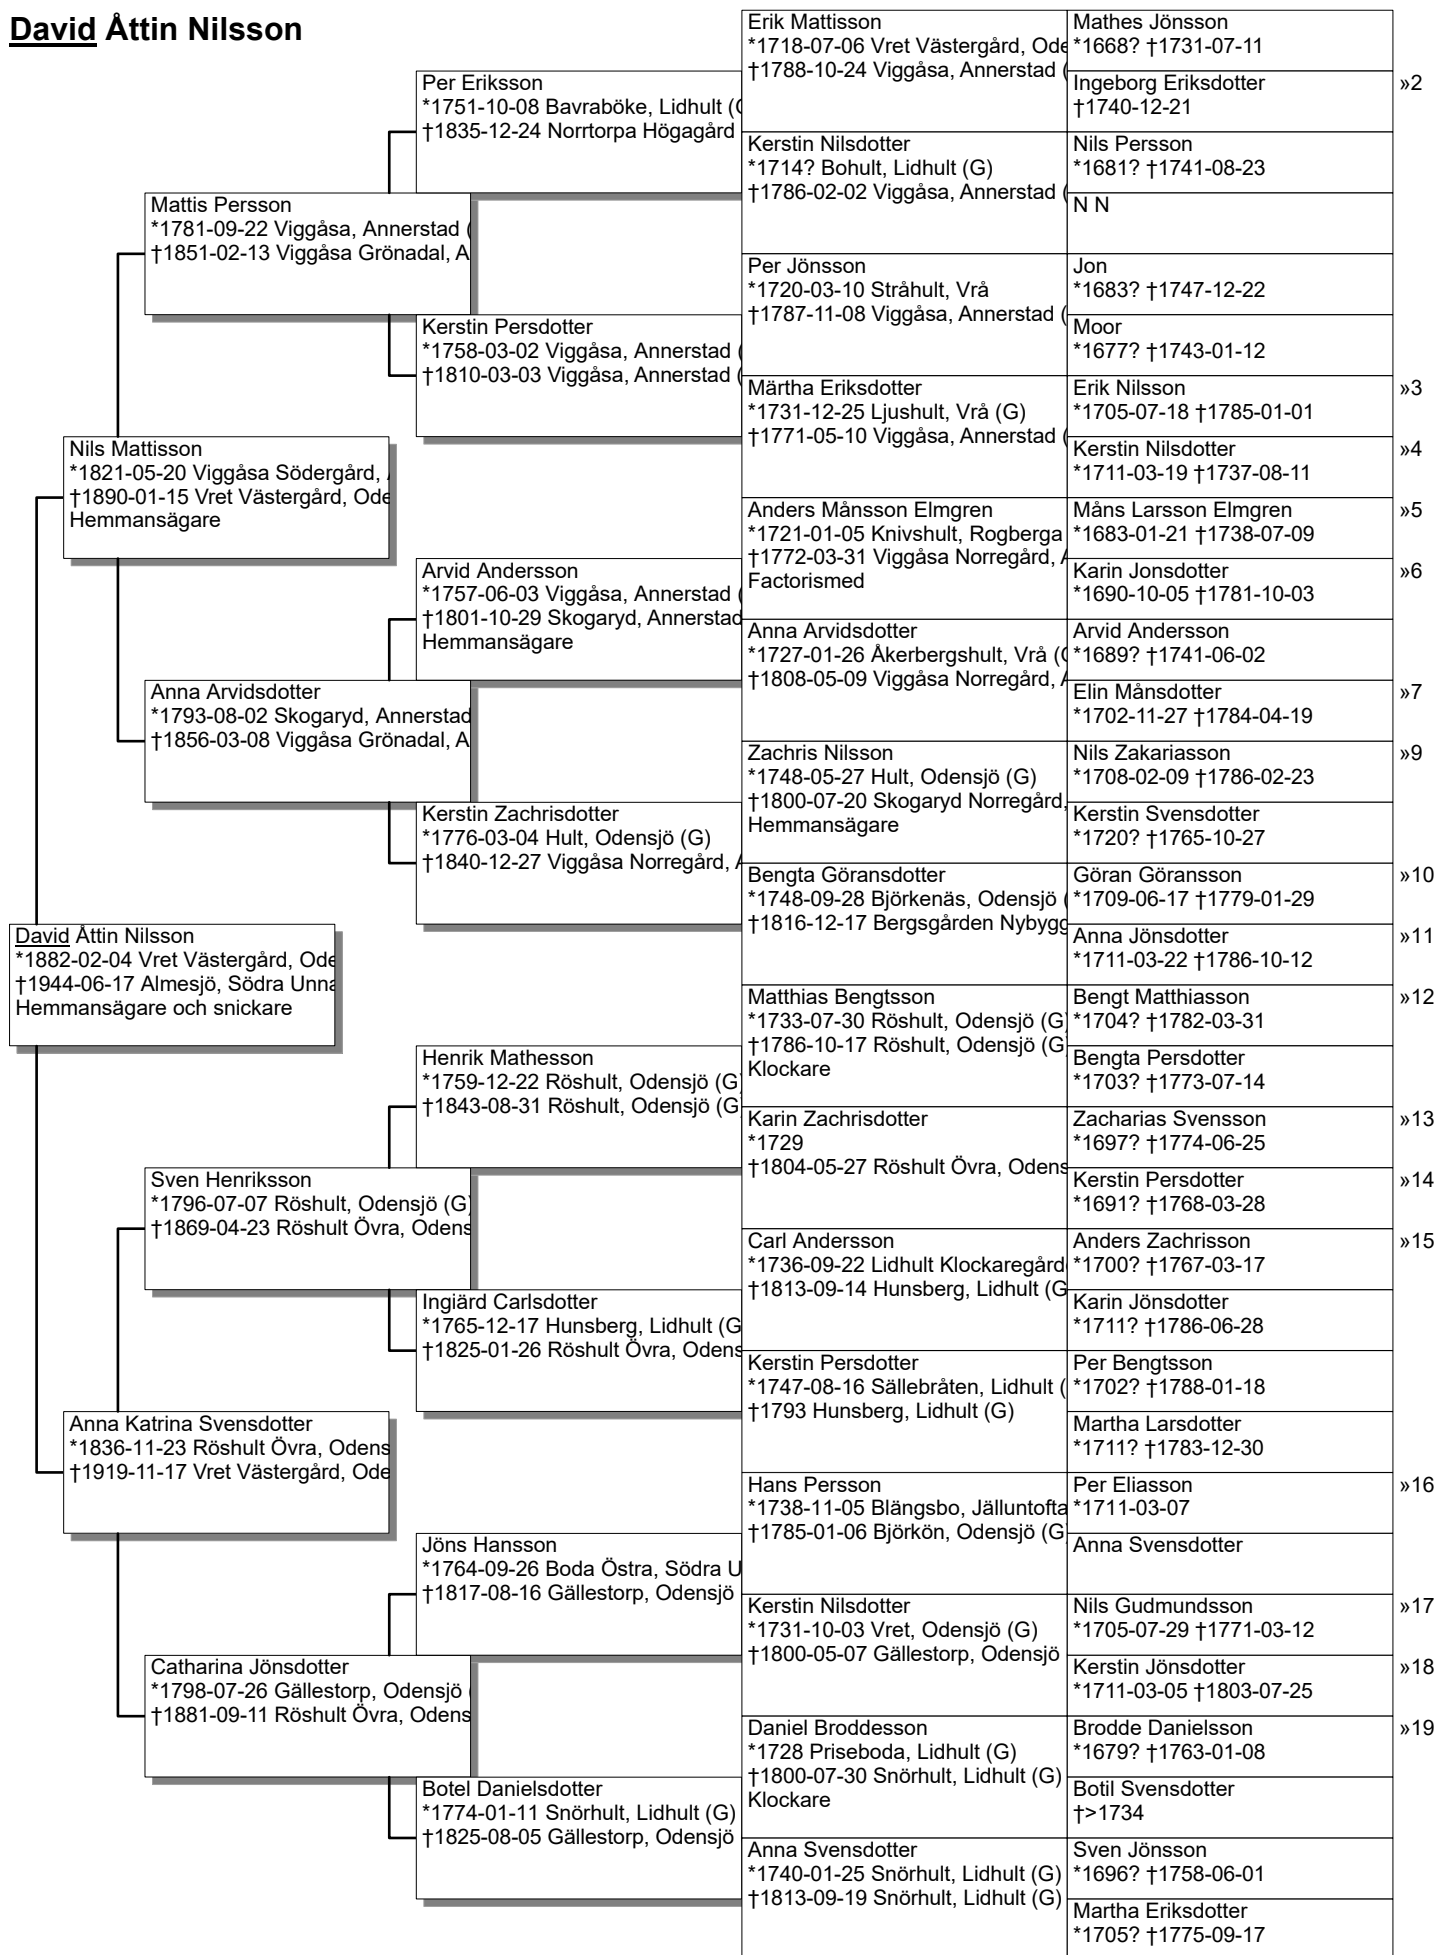 David Åttin Nilsson
David Åttin Nilsson
*1882-02-04 Vret Västergård, Ode
†1944-06-17 Almesjö, Södra Unna
Hemmansägare och snickare
Nils Mattisson
*1821-05-20 Viggåsa Södergård,
†1890-01-15 Vret Västergård, Ode
Hemmansägare
Anna Katrina Svensdotter
*1836-11-23 Röshult Övra, Odens
†1919-11-17 Vret Västergård, Ode
Mattis Persson
*1781-09-22 Viggåsa, Annerstad (
†1851-02-13 Viggåsa Grönadal, A
Anna Arvidsdotter
*1793-08-02 Skogaryd, Annerstad
†1856-03-08 Viggåsa Grönadal, A
Sven Henriksson
*1796-07-07 Röshult, Odensjö (G)
†1869-04-23 Röshult Övra, Odens
Catharina Jönsdotter
*1798-07-26 Gällestorp, Odensjö (
†1881-09-11 Röshult Övra, Odens
Per Eriksson
*1751-10-08 Bavraböke, Lidhult (G
†1835-12-24 Norrtorpa Högagård
Kerstin Persdotter
*1758-03-02 Viggåsa, Annerstad (
†1810-03-03 Viggåsa, Annerstad (
Arvid Andersson
*1757-06-03 Viggåsa, Annerstad (
†1801-10-29 Skogaryd, Annerstad
Hemmansägare
Kerstin Zachrisdotter
*1776-03-04 Hult, Odensjö (G)
†1840-12-27 Viggåsa Norregård, A
Henrik Mathesson
*1759-12-22 Röshult, Odensjö (G)
†1843-08-31 Röshult, Odensjö (G)
Ingiärd Carlsdotter
*1765-12-17 Hunsberg, Lidhult (G
†1825-01-26 Röshult Övra, Odens
Jöns Hansson
*1764-09-26 Boda Östra, Södra U
†1817-08-16 Gällestorp, Odensjö
Botel Danielsdotter
*1774-01-11 Snörhult, Lidhult (G)
†1825-08-05 Gällestorp, Odensjö
Erik Mattisson
*1718-07-06 Vret Västergård, Ode
†1788-10-24 Viggåsa, Annerstad (
Kerstin Nilsdotter
*1714? Bohult, Lidhult (G)
†1786-02-02 Viggåsa, Annerstad (
Per Jönsson
*1720-03-10 Stråhult, Vrå
†1787-11-08 Viggåsa, Annerstad (
Märtha Eriksdotter
*1731-12-25 Ljushult, Vrå (G)
†1771-05-10 Viggåsa, Annerstad (
Anders Månsson Elmgren
*1721-01-05 Knivshult, Rogberga
†1772-03-31 Viggåsa Norregård, A
Factorismed
Anna Arvidsdotter
*1727-01-26 Åkerbergshult, Vrå (G
†1808-05-09 Viggåsa Norregård, A
Zachris Nilsson
*1748-05-27 Hult, Odensjö (G)
†1800-07-20 Skogaryd Norregård,
Hemmansägare
Bengta Göransdotter
*1748-09-28 Björkenäs, Odensjö (
†1816-12-17 Bergsgården Nybygg
Matthias Bengtsson
*1733-07-30 Röshult, Odensjö (G)
†1786-10-17 Röshult, Odensjö (G)
Klockare
Karin Zachrisdotter
*1729
†1804-05-27 Röshult Övra, Odens
Carl Andersson
*1736-09-22 Lidhult Klockaregård
†1813-09-14 Hunsberg, Lidhult (G
Kerstin Persdotter
*1747-08-16 Sällebråten, Lidhult (
†1793 Hunsberg, Lidhult (G)
Hans Persson
*1738-11-05 Blängsbo, Jälluntofta
†1785-01-06 Björkön, Odensjö (G)
Kerstin Nilsdotter
*1731-10-03 Vret, Odensjö (G)
†1800-05-07 Gällestorp, Odensjö
Daniel Broddesson
*1728 Priseboda, Lidhult (G)
†1800-07-30 Snörhult, Lidhult (G)
Klockare
Anna Svensdotter
*1740-01-25 Snörhult, Lidhult (G)
†1813-09-19 Snörhult, Lidhult (G)
Mathes Jönsson
*1668? †1731-07-11
Ingeborg Eriksdotter »2
†1740-12-21
Nils Persson
*1681? †1741-08-23
N N
Jon
*1683? †1747-12-22
Moor
*1677? †1743-01-12
Erik Nilsson »3
*1705-07-18 †1785-01-01
Kerstin Nilsdotter »4
*1711-03-19 †1737-08-11
Måns Larsson Elmgren »5
*1683-01-21 †1738-07-09
Karin Jonsdotter »6
*1690-10-05 †1781-10-03
Arvid Andersson
*1689? †1741-06-02
Elin Månsdotter »7
*1702-11-27 †1784-04-19
Nils Zakariasson »9
*1708-02-09 †1786-02-23
Kerstin Svensdotter
*1720? †1765-10-27
Göran Göransson »10
*1709-06-17 †1779-01-29
Anna Jönsdotter »11
*1711-03-22 †1786-10-12
Bengt Matthiasson »12
*1704? †1782-03-31
Bengta Persdotter
*1703? †1773-07-14
Zacharias Svensson »13
*1697? †1774-06-25
Kerstin Persdotter »14
*1691? †1768-03-28
Anders Zachrisson »15
*1700? †1767-03-17
Karin Jönsdotter
*1711? †1786-06-28
Per Bengtsson
*1702? †1788-01-18
Martha Larsdotter
*1711? †1783-12-30
Per Eliasson »16
*1711-03-07
Anna Svensdotter
Nils Gudmundsson »17
*1705-07-29 †1771-03-12
Kerstin Jönsdotter »18
*1711-03-05 †1803-07-25
Brodde Danielsson »19
*1679? †1763-01-08
Botil Svensdotter
†>1734
Sven Jönsson
*1696? †1758-06-01
Martha Eriksdotter
*1705? †1775-09-17